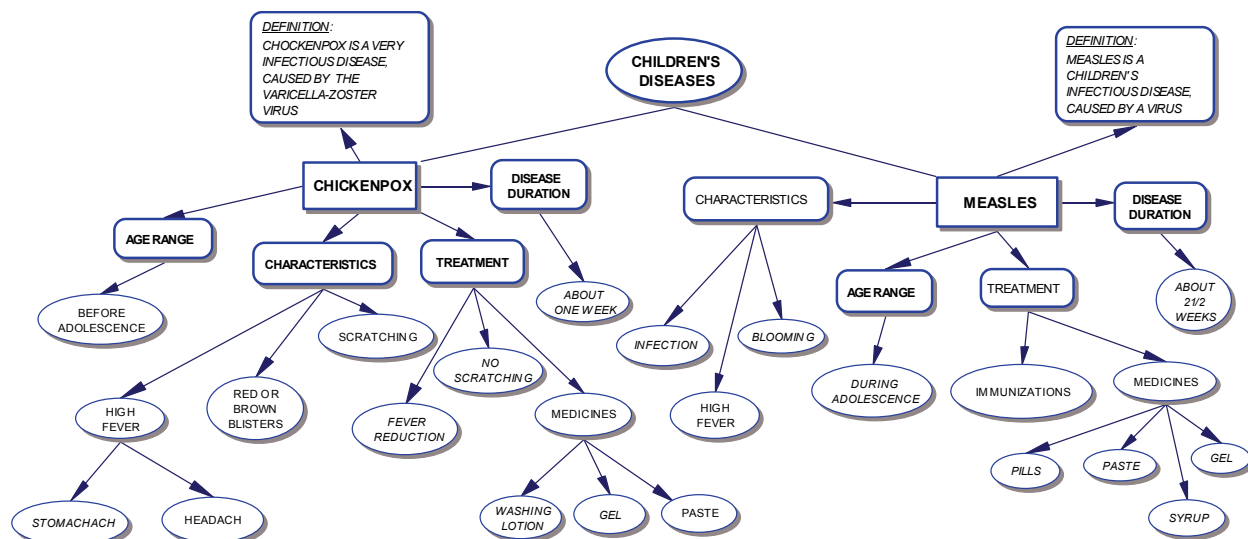 DEFINITION:
CHOCKENPOX IS A VERY
INFECTIOUS DISEASE,
CAUSED BY THE
VARICELLA-ZOSTER
VIRUS
CHILDREN'S
DISEASES
DEFINITION:
MEASLES IS A
CHILDREN'S
INFECTIOUS DISEASE,
CAUSED BY A VIRUS
CHICKENPOX
DISEASE
DURATION
AGE RANGE
CHARACTERISTICS
TREATMENT
BEFORE
ADOLESCENCE
SCRATCHING
ABOUT
ONE WEEK
HIGH
FEVER
RED OR
BROWN
BLISTERS
FEVER
REDUCTION
NO
SCRATCHING
MEDICINES
STOMACHACH
HEADACH
WASHING
LOTION
GEL
PASTE
CHARACTERISTICS
MEASLES
DISEASE
DURATION
AGE RANGE
TREATMENT
ABOUT
21/2
WEEKS
INFECTION
BLOOMING
HIGH
FEVER
DURING
ADOLESCENCE
IMMUNIZATIONS
MEDICINES
PILLS
PASTE
GEL
SYRUP